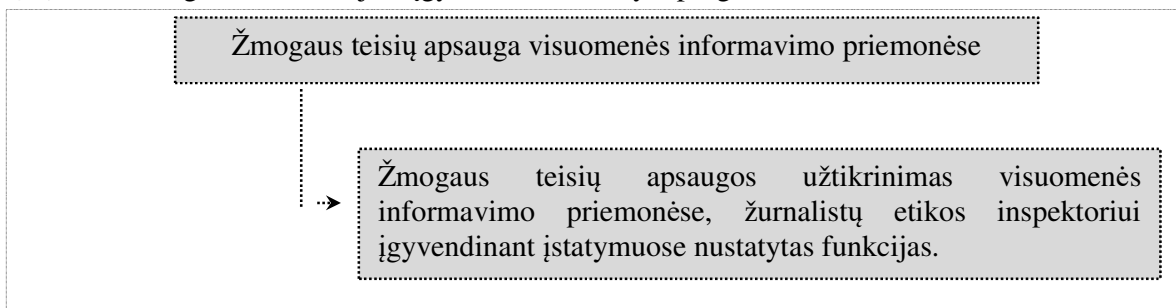 Žmogaus teisių apsauga visuomenės informavimo priemonėse
Žmogaus teisių apsaugos užtikrinimas visuomenės
informavimo priemonėse, žurnalistų etikos inspektoriui
įgyvendinant įstatymuose nustatytas funkcijas.